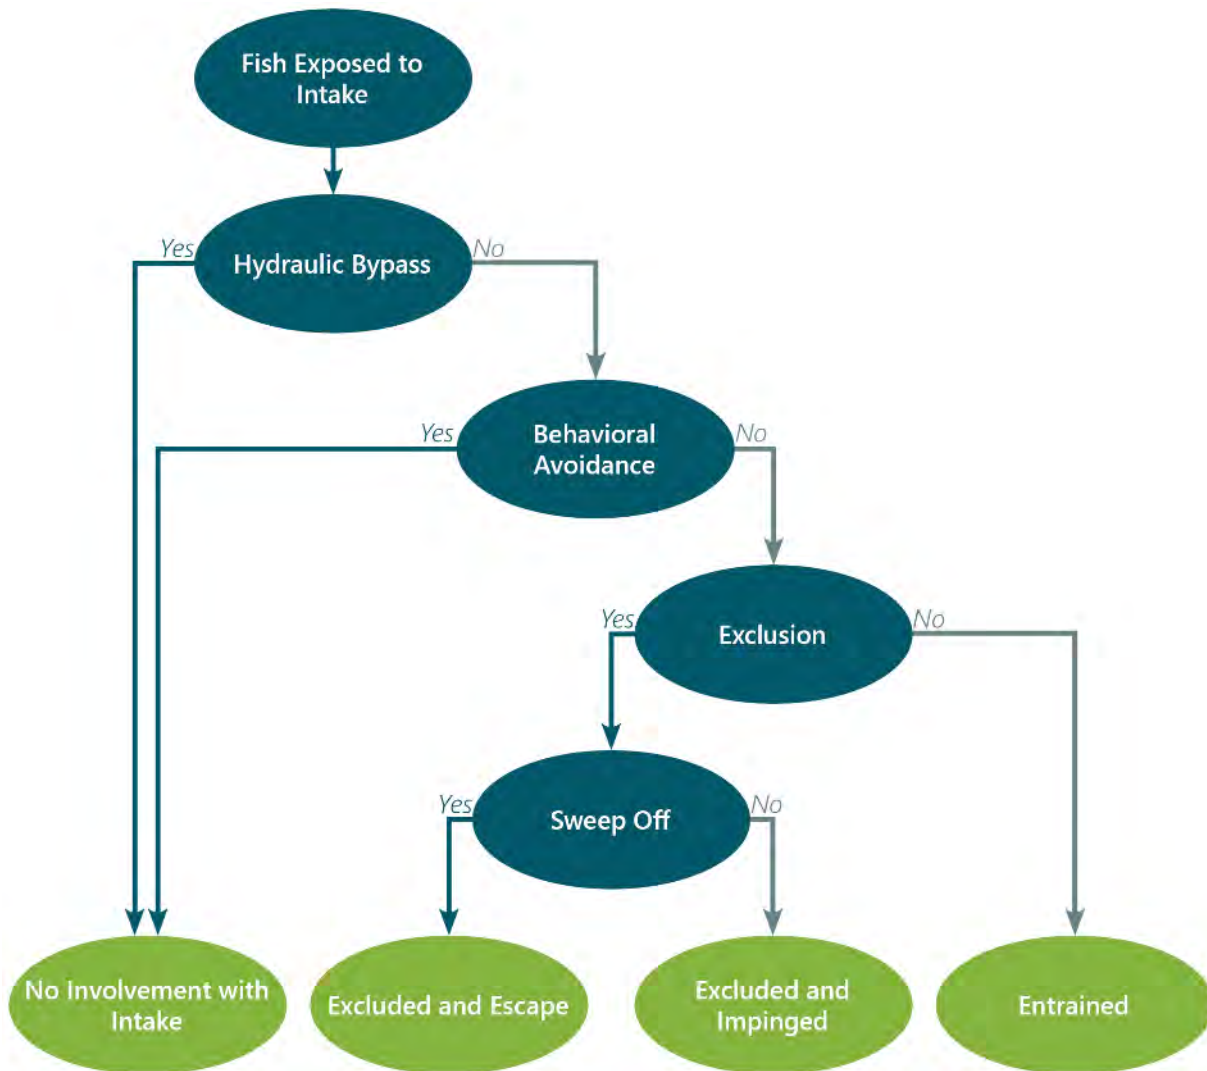 Fish Exposed to
Intake
Yes
Hydraulic Bypass
No
Yes
Behavioral
Avoidance
No
Yes
Exclusion
No
Yes
Sweep Off
No
No Involvement with
Intake
Excluded and Escape
Excluded and
Impinged
Entrained